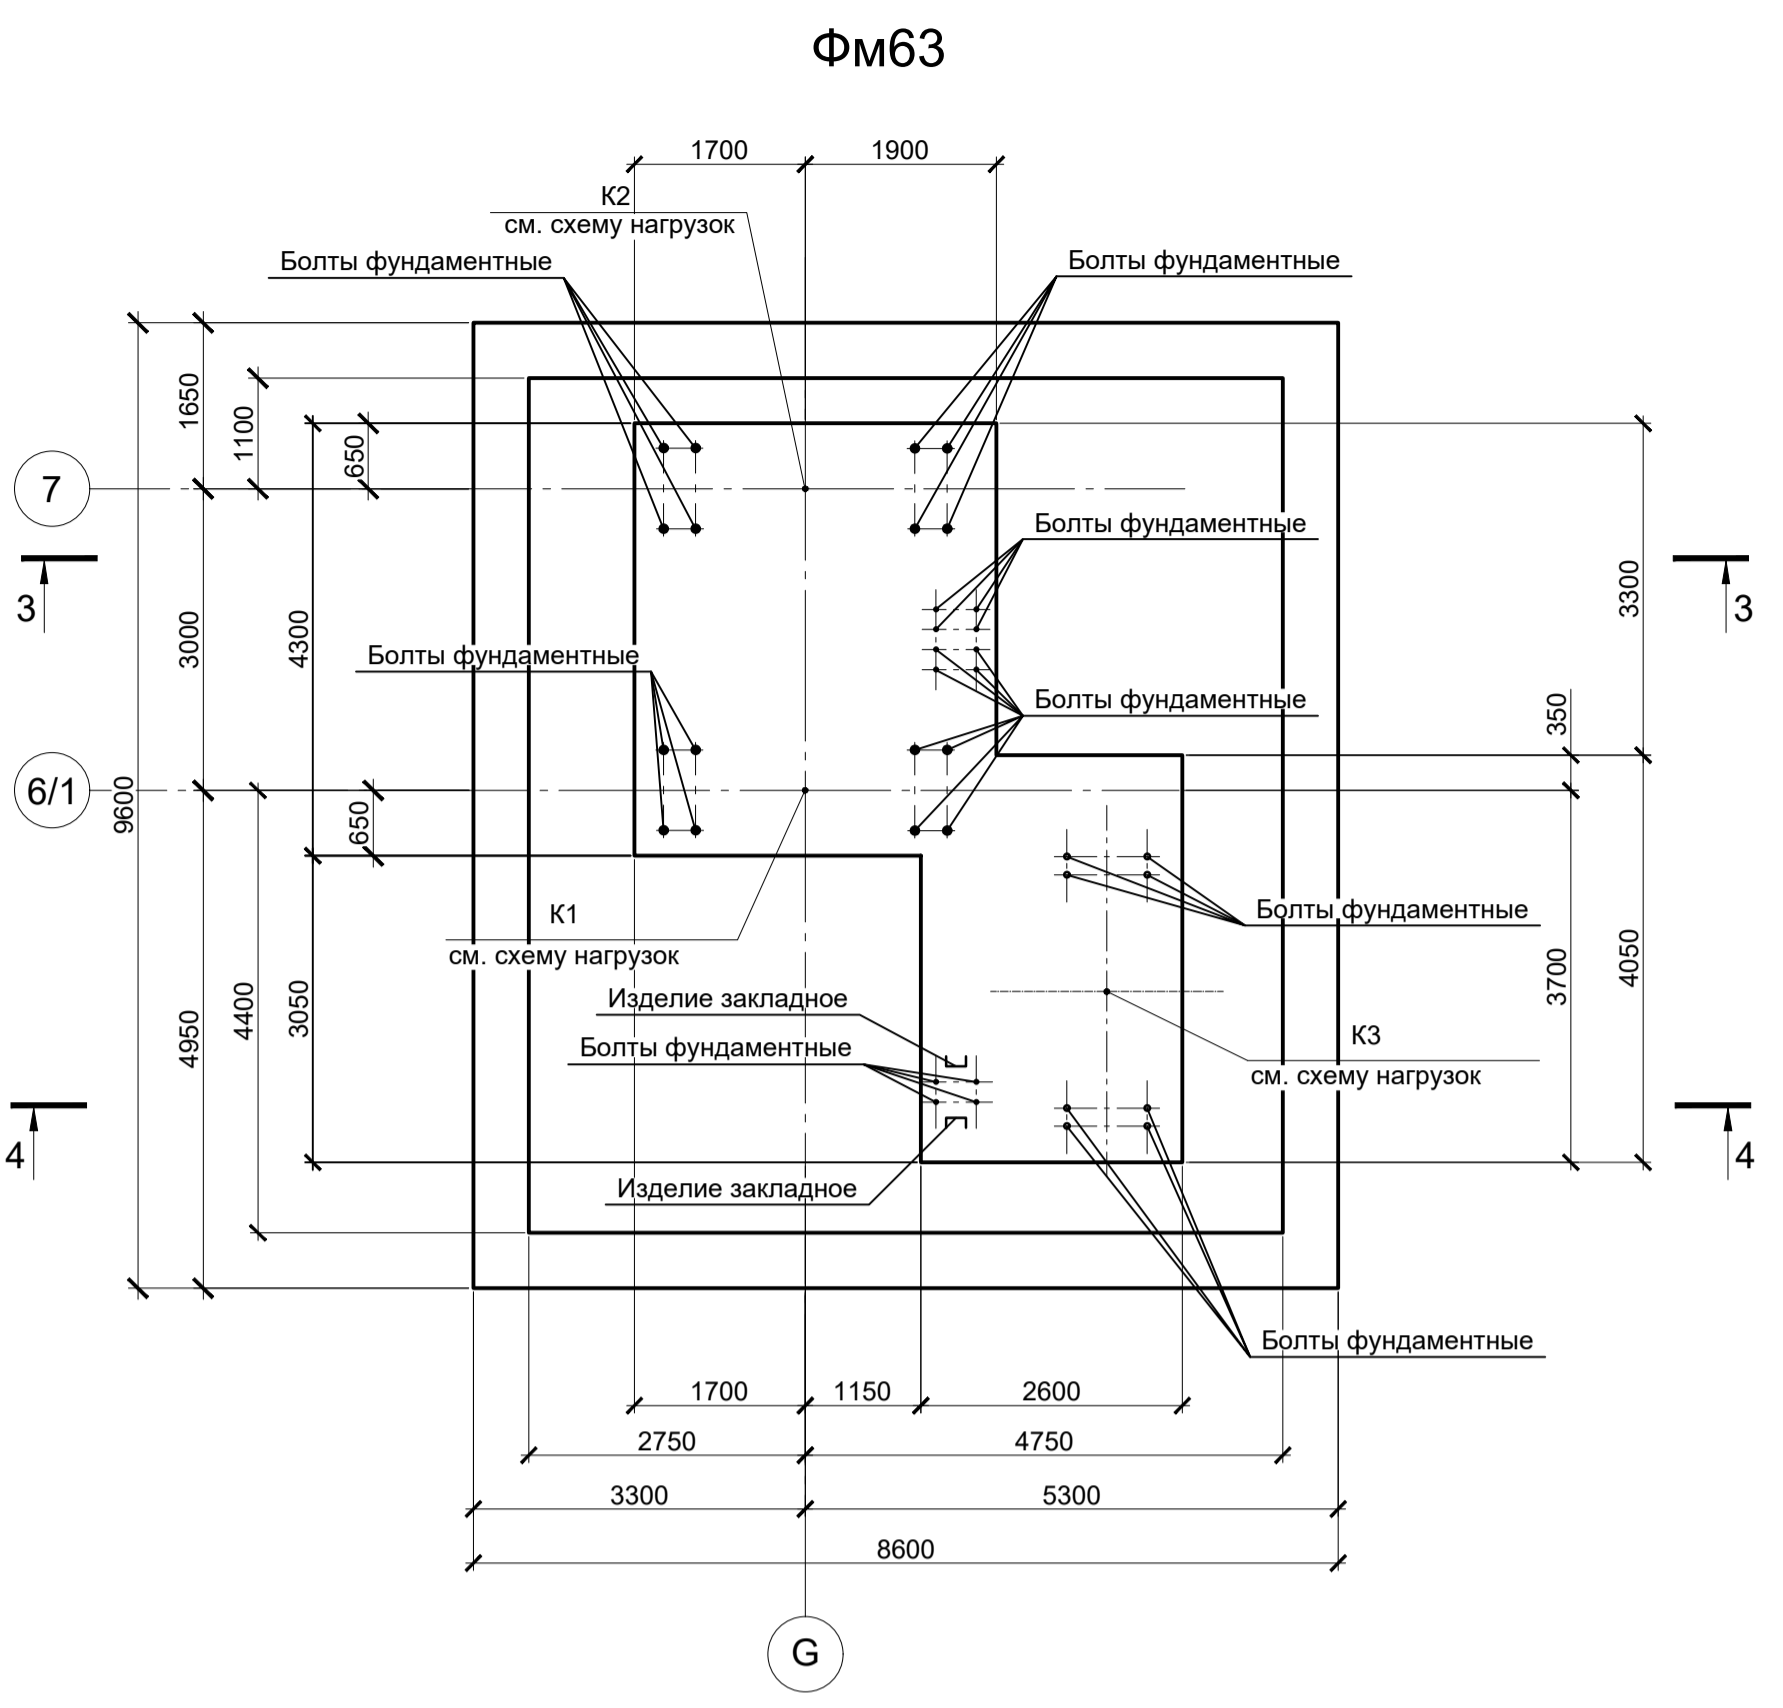 Фм63
1700
1900
К2
см. схему нагрузок
Болты фундаментные
Болты фундаментные
1650
1100
650
7
Болты фундаментные
3
3
3300
3000
4300
Болты фундаментные
Болты фундаментные
350
6/1
9600
650
К1
см. схему нагрузок
Болты фундаментные
4950
4400
3050
3700
4050
Изделие закладное
Болты фундаментные
К3
см. схему нагрузок
4
4
Изделие закладное
Болты фундаментные
1700
1150
2600
2750
4750
3300
5300
8600
G